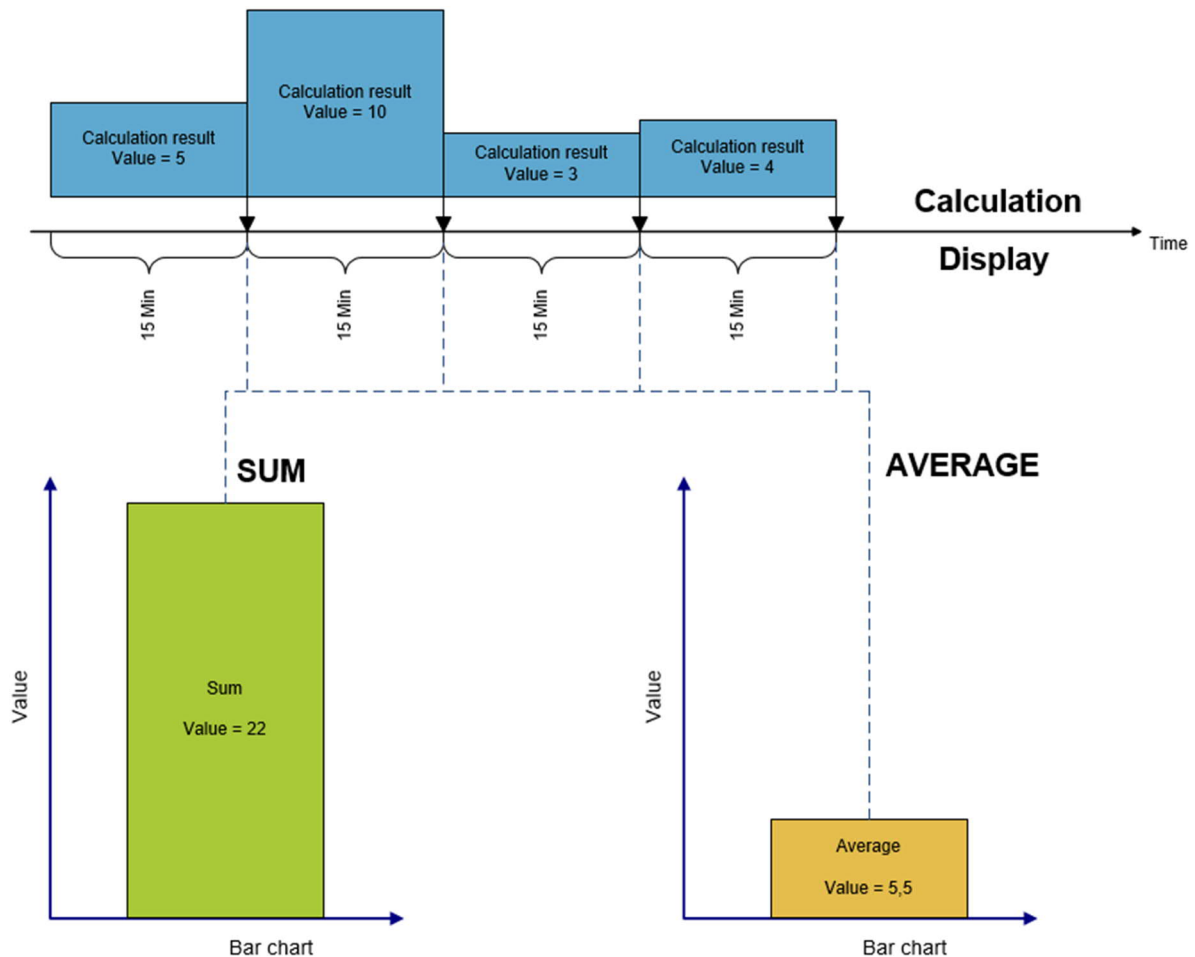 Calculation result
Value = 5
Calculation result
Value = 10
Calculation result
Value = 3
Calculation result
Value = 4
Calculation
Time
Display
15 Min
15 Min
15 Min
15 Min
SUM
AVERAGE
Value
Sum
Value = 22
Bar chart
Value
Average
Value = 5,5
Bar chart